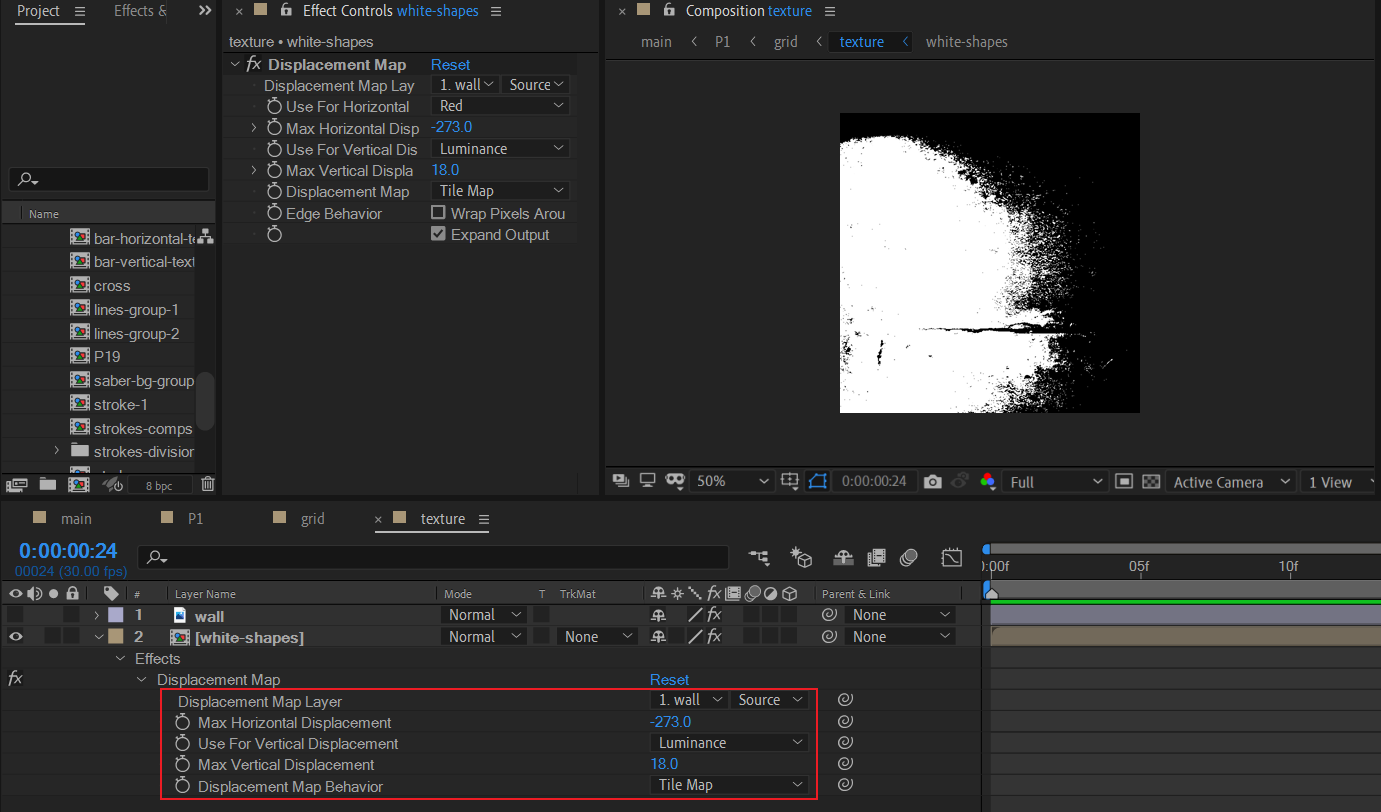 Project
Effects &
Effect Controls white-shapes
Composition texture
texture • white-shapes
main
P1
grid
texture
white-shapes
fx Displacement Map Reset
Displacement Map Lay 1. wall Source
Use For Horizontal Red
Max Horizontal Disp -273.0
Use For Vertical Dis Luminance
Max Vertical Displa 18.0
Displacement Map Tile Map
Edge Behavior Wrap Pixels Arou
Expand Output
Name
bar-horizontal-te
bar-vertical-text
cross
lines-group-1
lines-group-2
P19
saber-bg-group
stroke-1
strokes-comps
strokes-division
8 bpc
50%
0:00:00:24
Full
Active Camera
1 View
main
P1
grid
texture
0:00:00:24
00024 (30.00 fps)
):00f 05f 10f
# Layer Name Mode T TrkMat fx Parent & Link
1 wall Normal fx None
2 [white-shapes] Normal None fx None
Effects
fx Displacement Map Reset
Displacement Map Layer 1. wall Source
Max Horizontal Displacement -273.0
Use For Vertical Displacement Luminance
Max Vertical Displacement 18.0
Displacement Map Behavior Tile Map